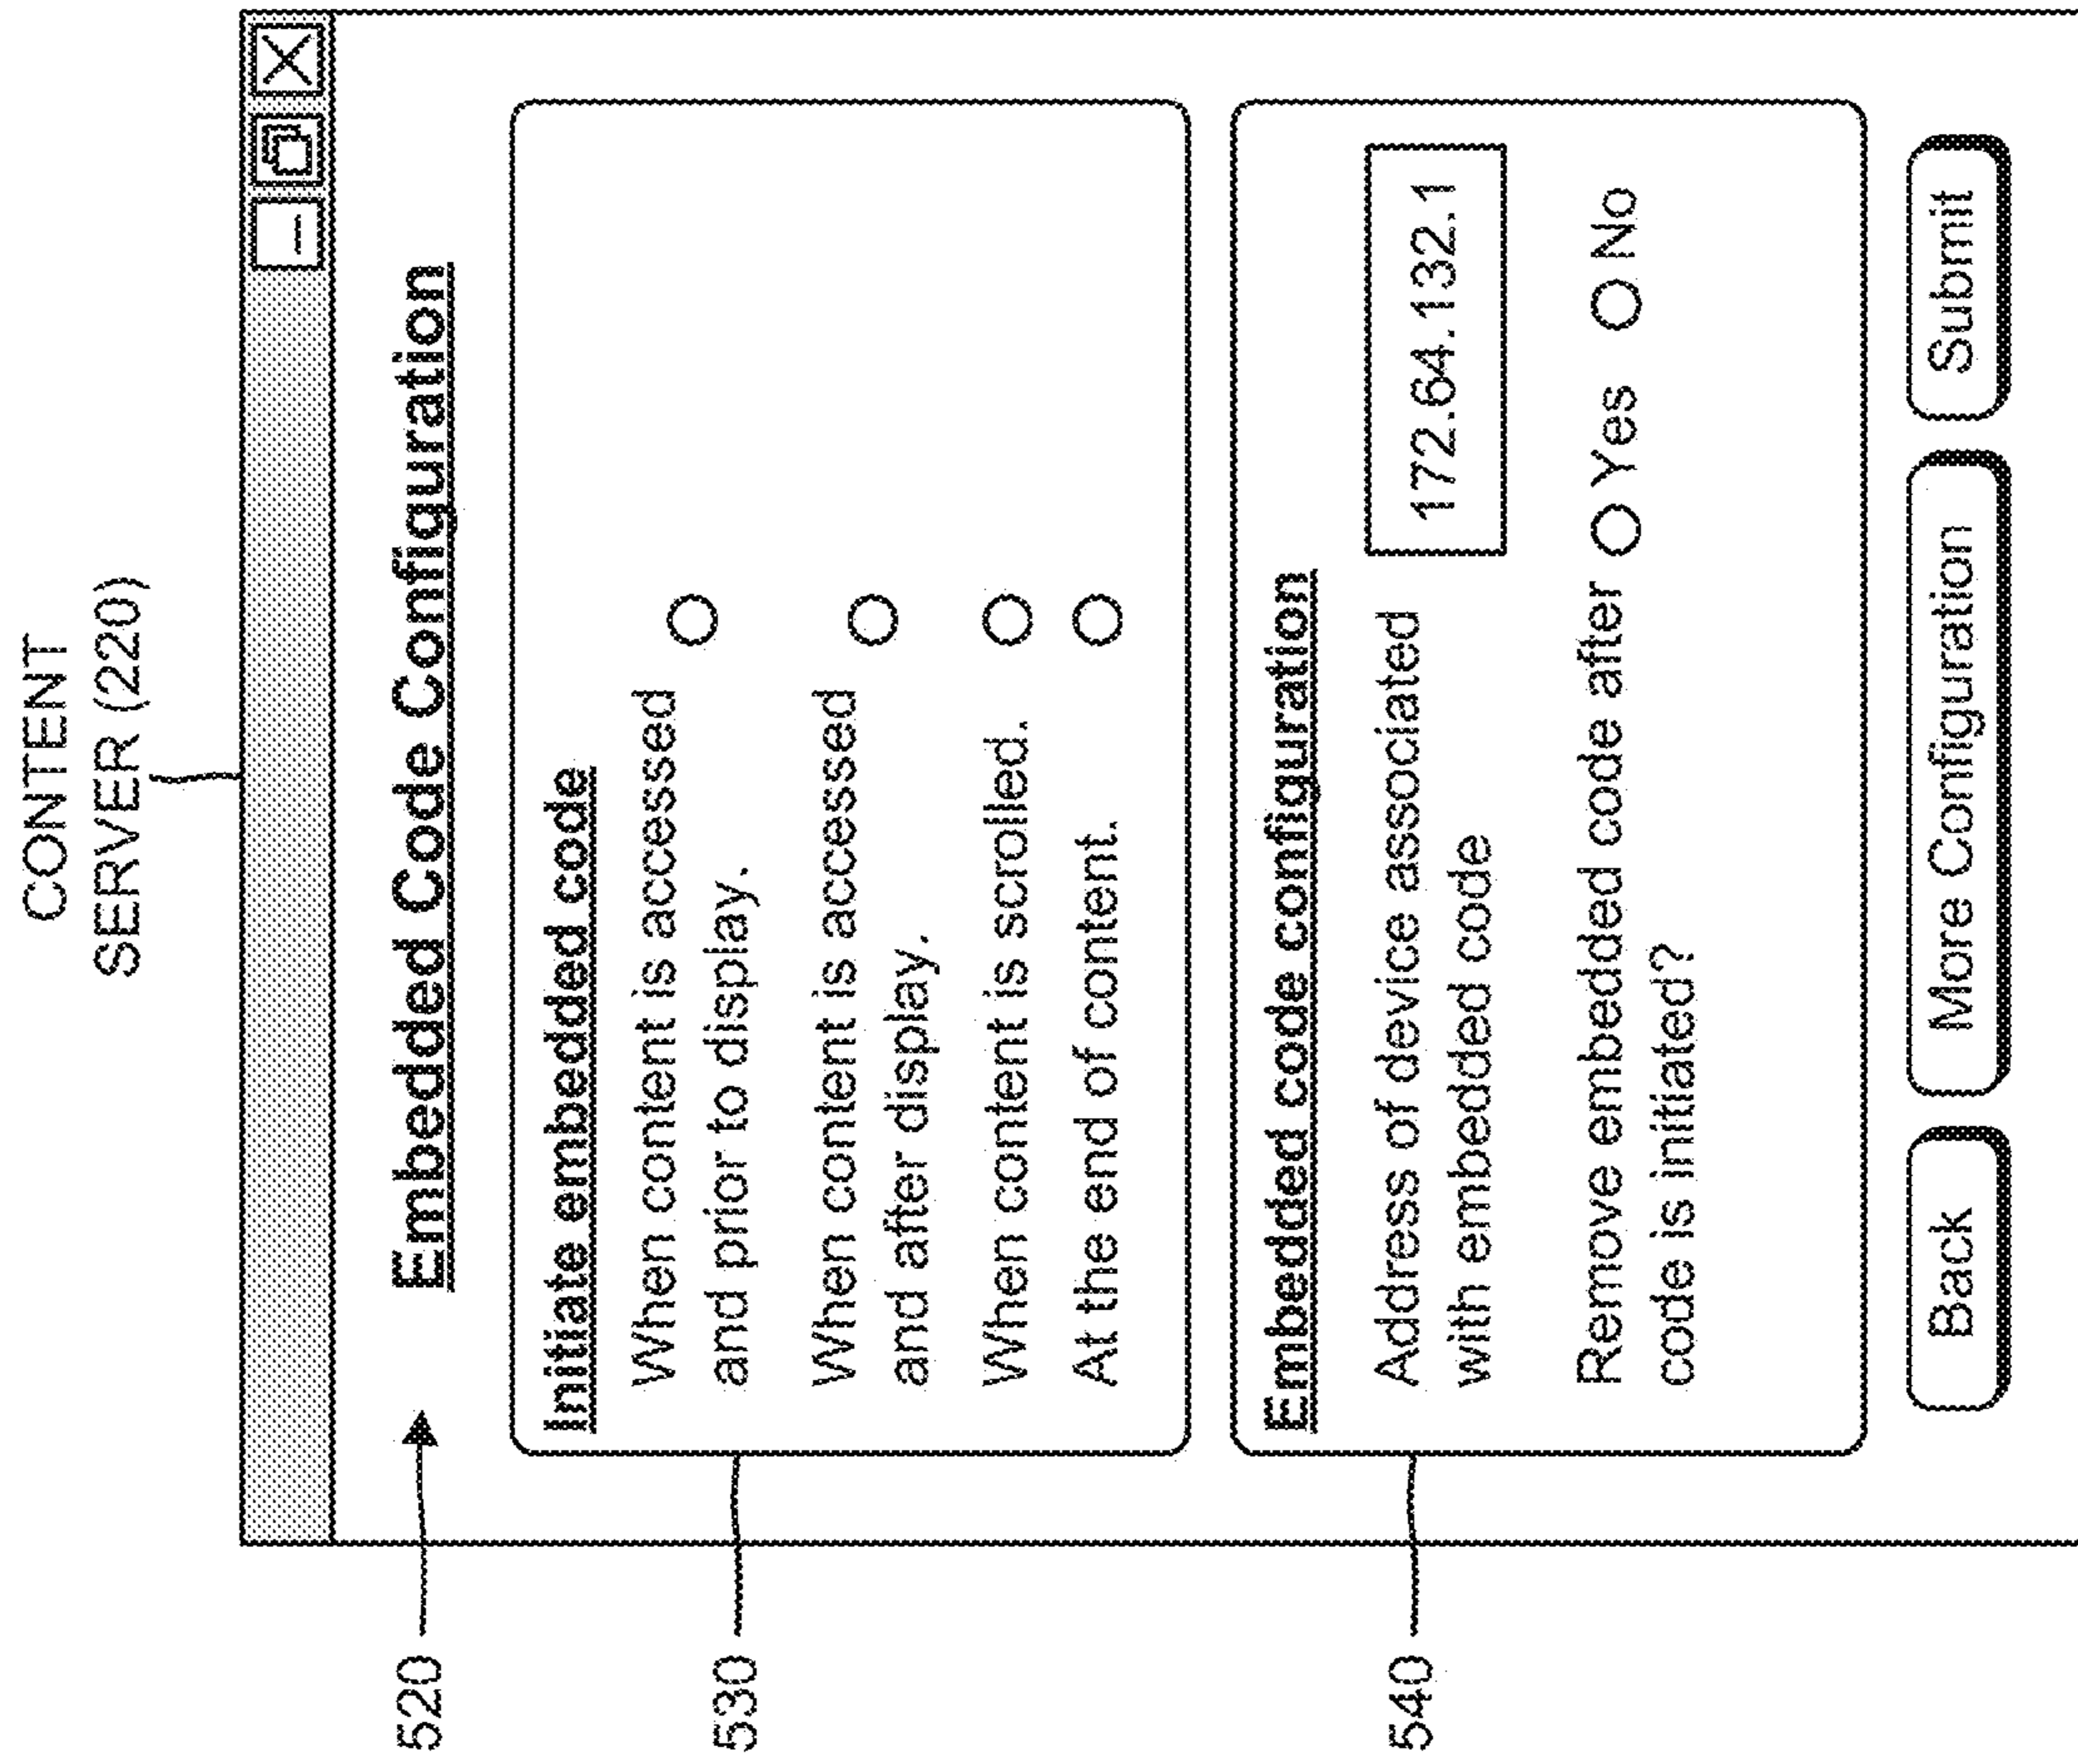 CONTENT
SERVER (220)
520
Embedded Code Configuration
530
Initiate embedded code
When content is accessed
and prior to display.
When content is accessed
and after display.
When content is scrolled.
At the end of content.
540
Embedded code configuration
Address of device associated
with embedded code
172.64.132.1
Remove embedded code after Yes No
code is initiated?
Back More Configuration Submit